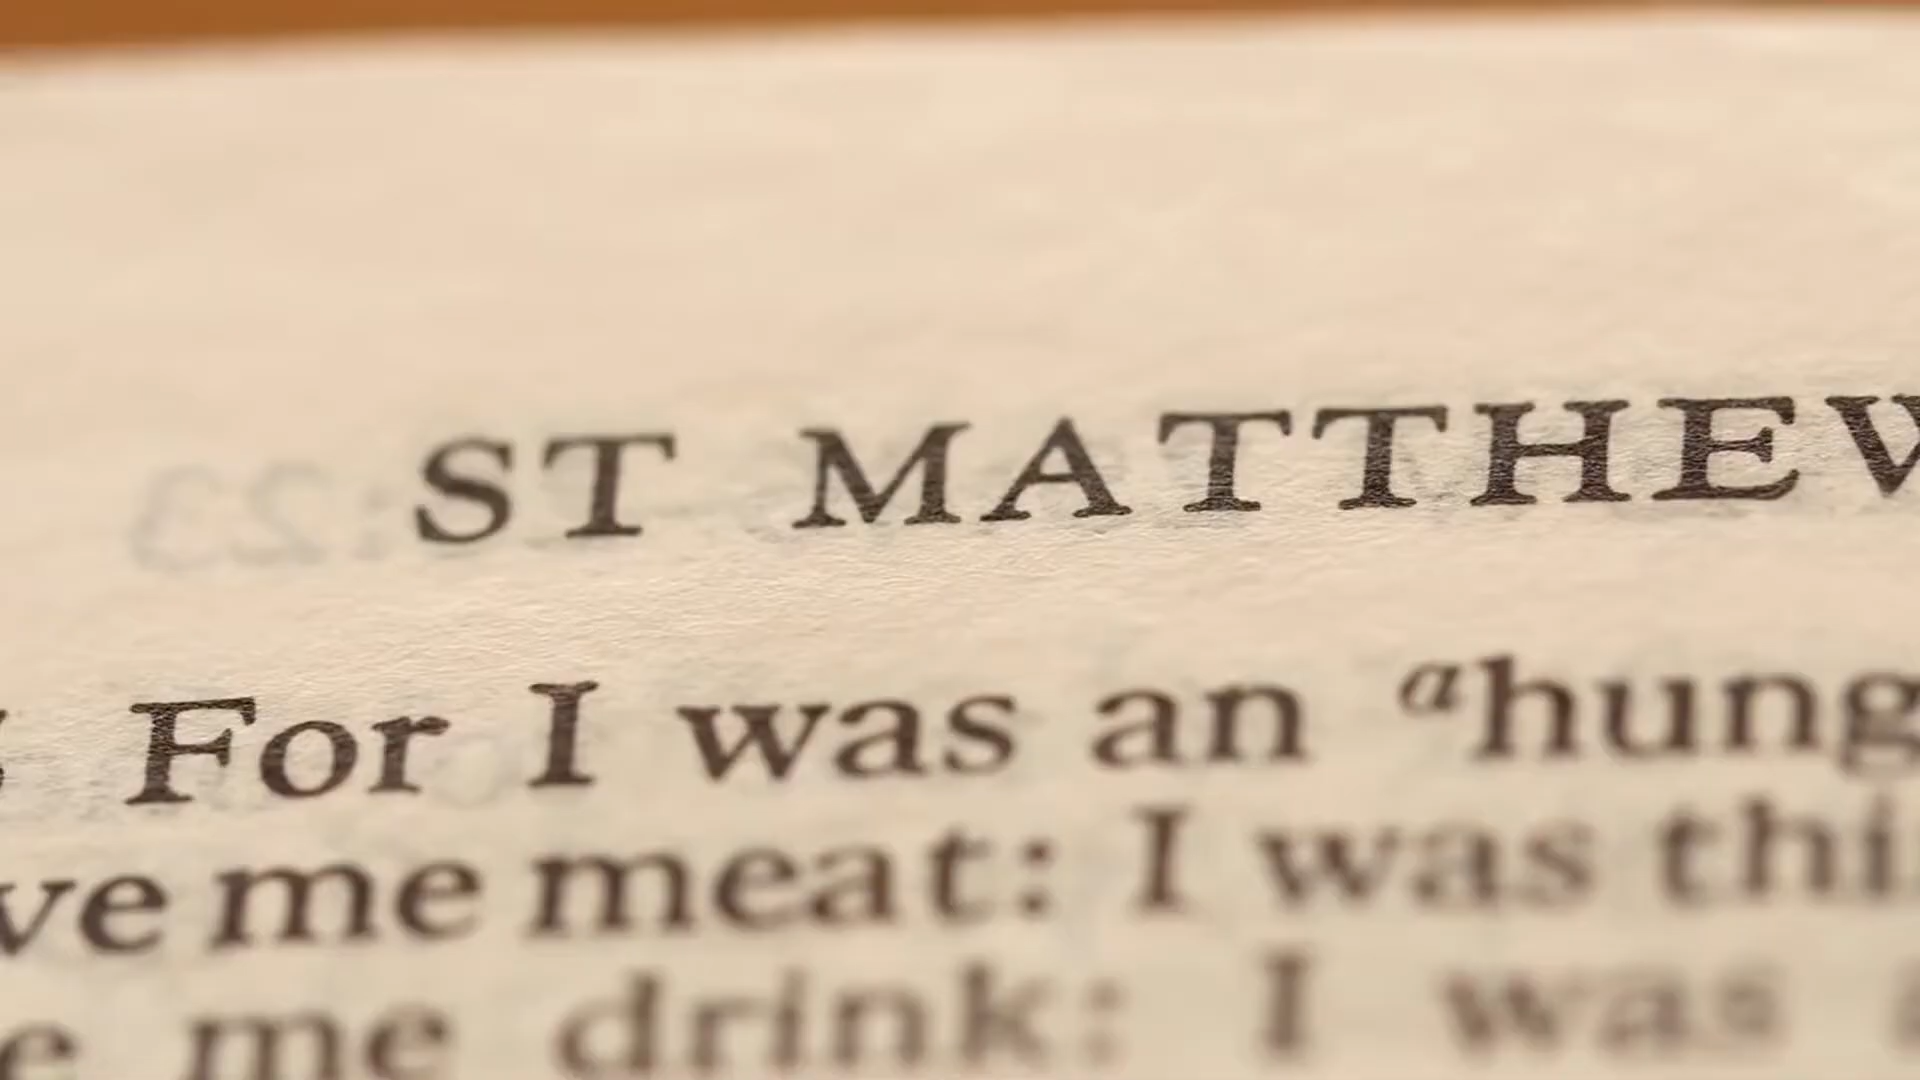 ST MATTHEW
For I was an ᵃhung
ve me meat: I was thi
e me drink: I was